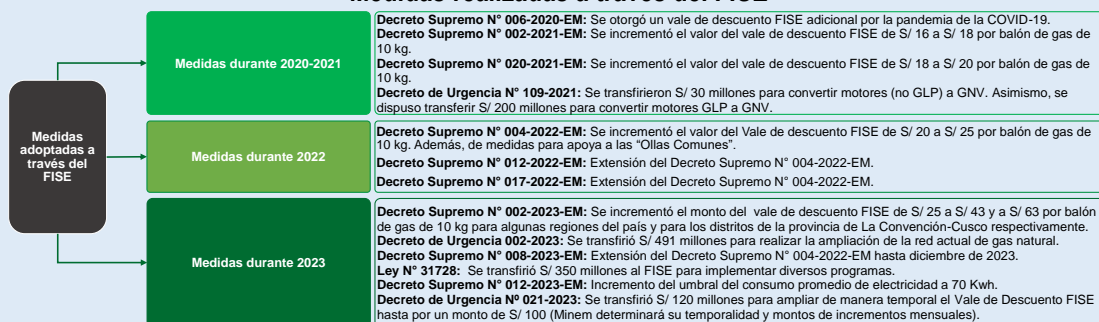 Medidas realizadas a través del FISE
Medidas adoptadas a través del FISE
Medidas durante 2020-2021
Decreto Supremo N° 006-2020-EM: Se otorgó un vale de descuento FISE adicional por la pandemia de la COVID-19.
Decreto Supremo N° 002-2021-EM: Se incrementó el valor del vale de descuento FISE de S/ 16 a S/ 18 por balón de gas de
10 kg.
Decreto Supremo N° 020-2021-EM: Se incrementó el valor del vale de descuento FISE de S/ 18 a S/ 20 por balón de gas de
10 kg.
Decreto de Urgencia N° 109-2021: Se transfirieron S/ 30 millones para convertir motores (no GLP) a GNV. Asimismo, se
dispuso transferir S/ 200 millones para convertir motores GLP a GNV.
Medidas durante 2022
Decreto Supremo N° 004-2022-EM: Se incrementó el valor del Vale de descuento FISE de S/ 20 a S/ 25 por balón de gas de
10 kg. Además, de medidas para apoya a las “Ollas Comunes”.
Decreto Supremo N° 012-2022-EM: Extensión del Decreto Supremo N° 004-2022-EM.
Decreto Supremo N° 017-2022-EM: Extensión del Decreto Supremo N° 004-2022-EM.
Medidas durante 2023
Decreto Supremo N° 002-2023-EM: Se incrementó el monto del vale de descuento FISE de S/ 25 a S/ 43 y a S/ 63 por balón
de gas de 10 kg para algunas regiones del país y para los distritos de la provincia de La Convención-Cusco respectivamente.
Decreto de Urgencia 002-2023: Se transfirió S/ 491 millones para realizar la ampliación de la red actual de gas natural.
Decreto Supremo N° 008-2023-EM: Extensión del Decreto Supremo N° 004-2022-EM hasta diciembre de 2023.
Ley N° 31728: Se transfirió S/ 350 millones al FISE para implementar diversos programas.
Decreto Supremo N° 012-2023-EM: Incremento del umbral del consumo promedio de electricidad a 70 Kwh.
Decreto de Urgencia Nº 021-2023: Se transfirió S/ 120 millones para ampliar de manera temporal el Vale de Descuento FISE
hasta por un monto de S/ 100 (Minem determinará su temporalidad y montos de incrementos mensuales).